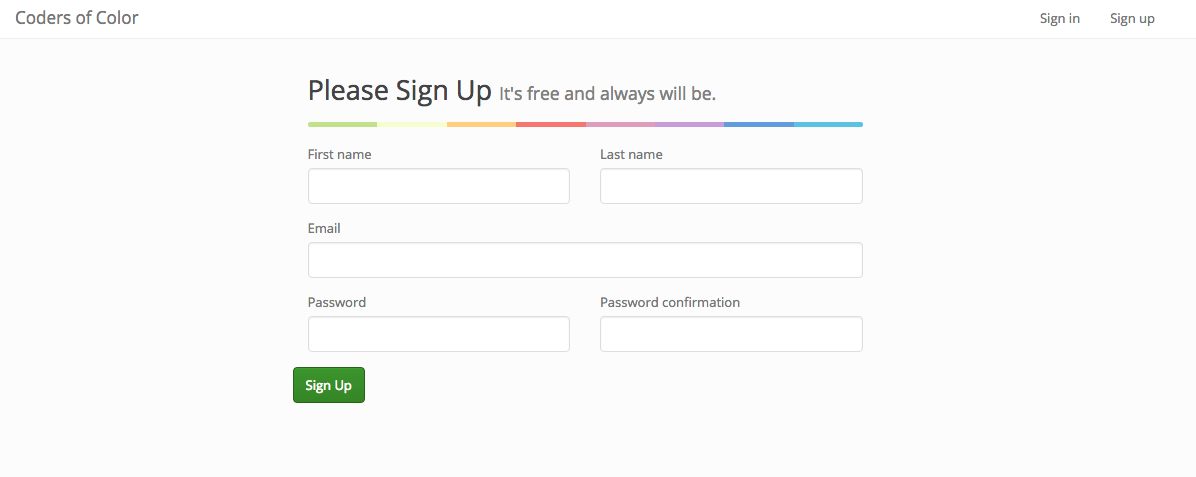 Coders of Color Sign in Sign up
Please Sign Up It's free and always will be.
First name Last name
Email
Password Password confirmation
Sign Up